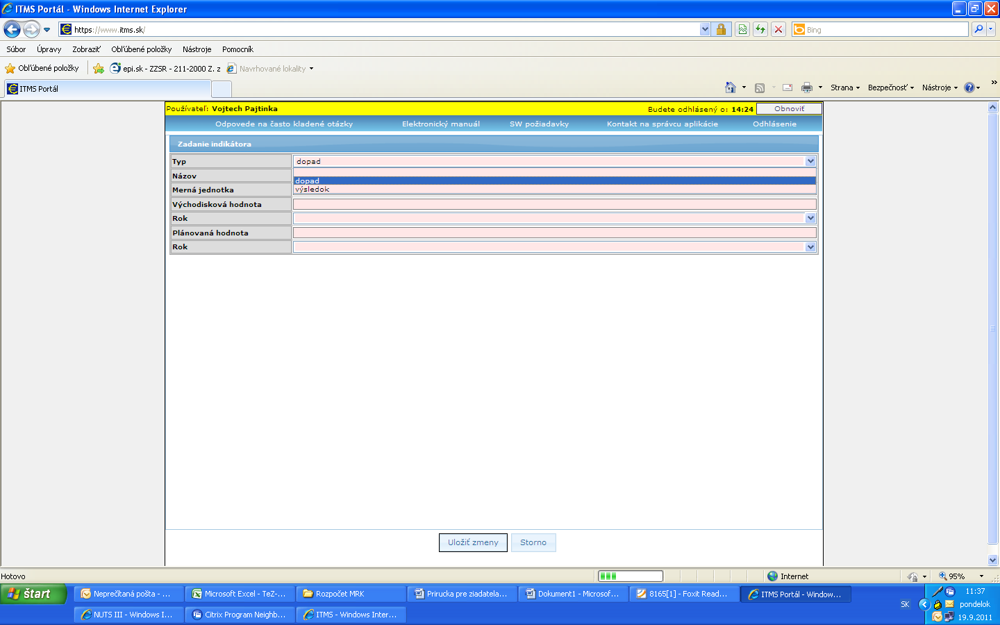 ITMS Portál - Windows Internet Explorer
https://www.itms.sk/
Bing
Súbor Úpravy Zobraziť Obľúbené položky Nástroje Pomocník
Obľúbené položky epi.sk - ZZSR - 211-2000 Z. z Navrhované lokality
ITMS Portál
Strana Bezpečnosť Nástroje
Používateľ: Vojtech Pajtinka Budete odhlásený o: 14:24 Obnoviť
Odpovede na často kladené otázky Elektronický manuál SW požiadavky Kontakt na správcu aplikácie Odhlásenie
Zadanie indikátora
Typ dopad
Názov
dopad
Merná jednotka výsledok
Východisková hodnota
Rok
Plánovaná hodnota
Rok
Uložiť zmeny Storno
Hotovo Internet 95%
štart Neprečítaná pošta - ... Microsoft Excel - TeZ-... Rozpočet MRK Prirucka pre ziadatela... Dokument1 - Microsof... 8165[1] - Foxit Read... ITMS Portál - Window... 11:37
SK pondelok
NUTS III - Windows I... Citrix Program Neighb... ITMS - Windows Inter... 19.9.2011